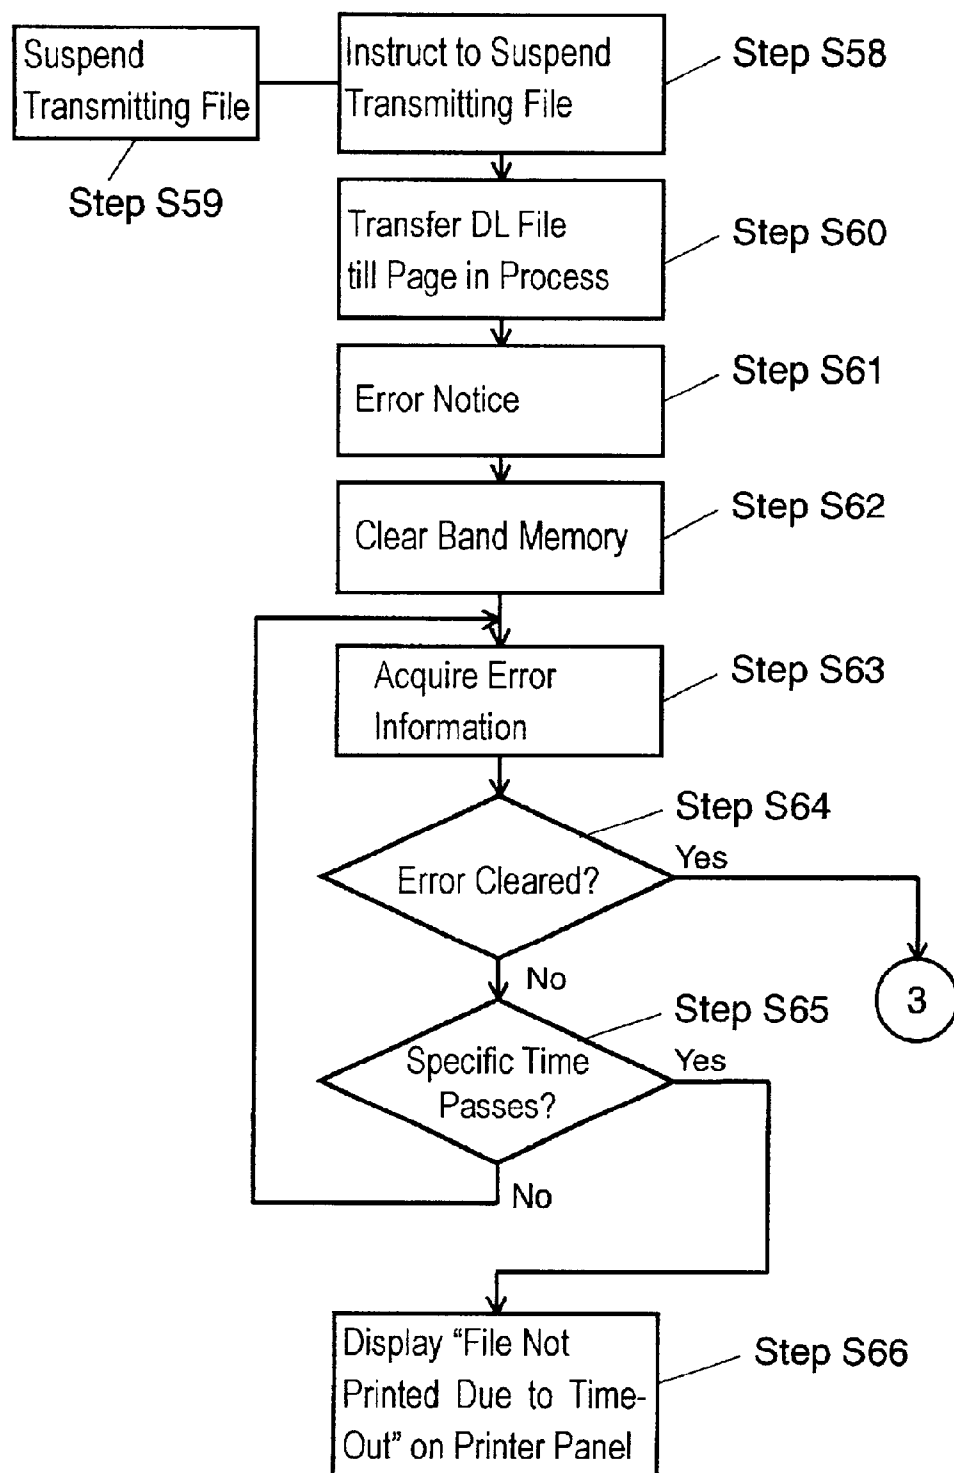 Suspend
Transmitting File
Step S59
Instruct to Suspend
Transmitting File
Step S58
Transfer DL File
till Page in Process
Step S60
Error Notice
Step S61
Clear Band Memory
Step S62
Acquire Error
Information
Step S63
Step S64
Error Cleared?
Yes
3
No
Step S65
Specific Time
Passes?
Yes
No
Display “File Not
Printed Due to Time-
Out” on Printer Panel
Step S66